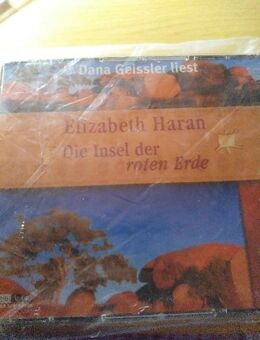 Dana Geissler liest
Elizabeth Haran
Die Insel der
roten Erde